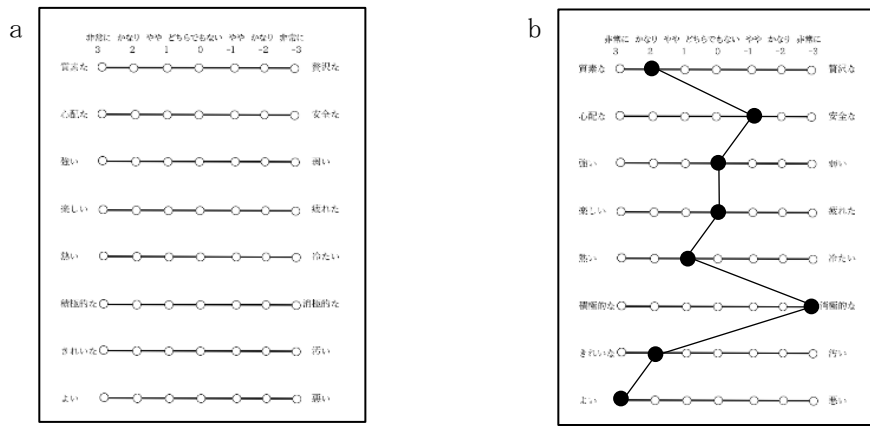 a
非常に かなり やや どちらでもない やや かなり 非常に
3 2 1 0 -1 -2 -3
質素な 贅沢な
心配な 安全な
強い 弱い
楽しい 疲れた
熱い 冷たい
積極的な 消極的な
きれいな 汚い
よい 悪い
b
非常に かなり やや どちらでもない やや かなり 非常に
3 2 1 0 -1 -2 -3
質素な 贅沢な
心配な 安全な
強い 弱い
楽しい 疲れた
熱い 冷たい
積極的な 消極的な
きれいな 汚い
よい 悪い